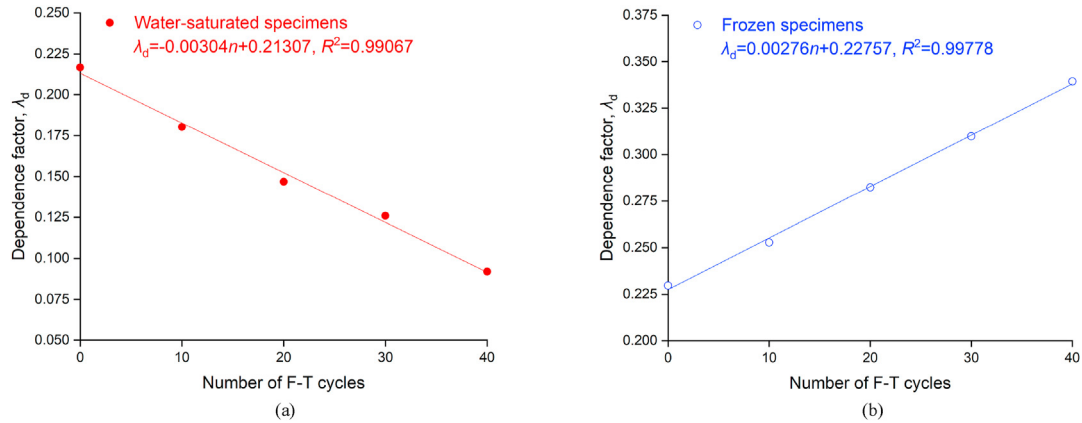 Water-saturated specimens
λd=-0.00304n+0.21307, R²=0.99067
0.250
0.225
0.200
0.175
0.150
0.125
0.100
0.075
0.050
Dependence factor, λd
0 10 20 30 40
Number of F-T cycles
(a)
Frozen specimens
λd=0.00276n+0.22757, R²=0.99778
0.375
0.350
0.325
0.300
0.275
0.250
0.225
0.200
Dependence factor, λd
0 10 20 30 40
Number of F-T cycles
(b)